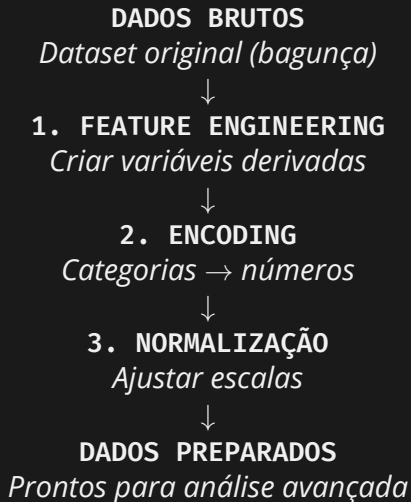 DADOS BRUTOS
Dataset original (bagunça)
↓
1. FEATURE ENGINEERING
Criar variáveis derivadas
↓
2. ENCODING
Categorias → números
↓
3. NORMALIZAÇÃO
Ajustar escalas
↓
DADOS PREPARADOS
Prontos para análise avançada